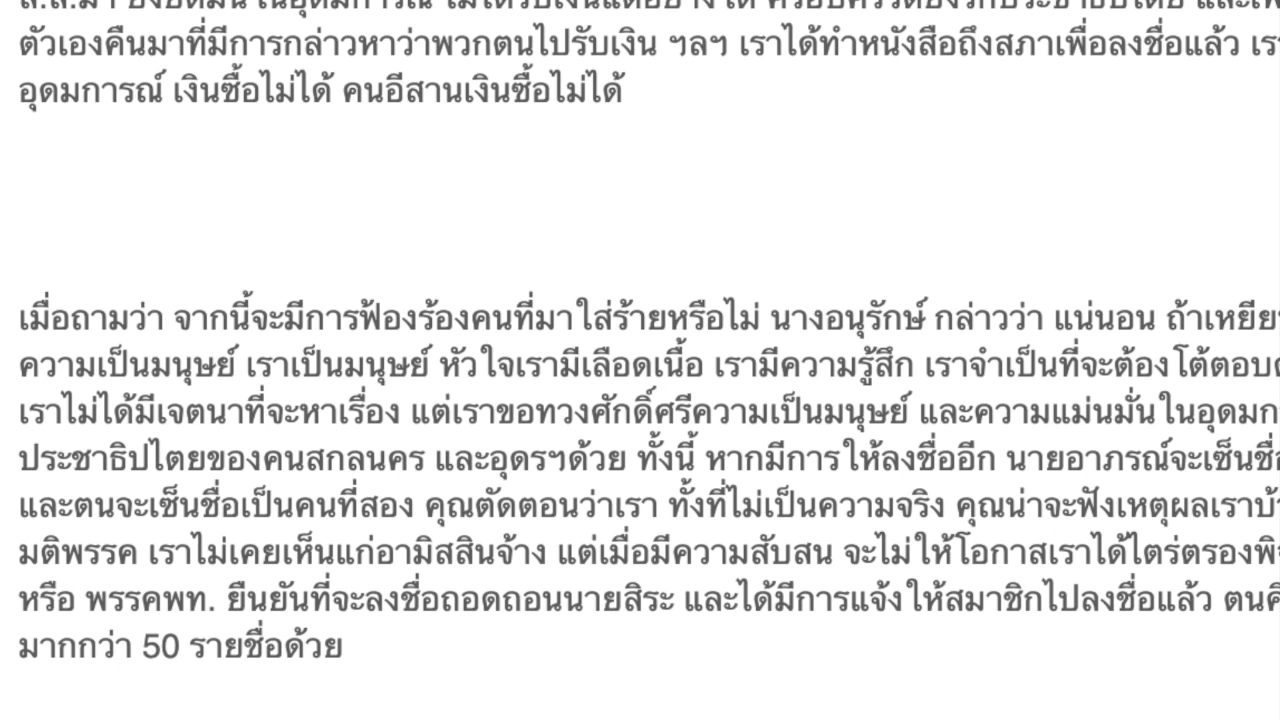 ตัวเองคืนมาที่มีการกล่าวหาว่าพวกตนไปรับเงิน ฯลฯ เราได้ทำหนังสือถึงสภาเพื่อลงชื่อแล้ว
อุดมการณ์ เงินซื้อไม่ได้ คนอีสานเงินซื้อไม่ได้
เมื่อถามว่า จากนี้จะมีการฟ้องร้องคนที่มาใส่ร้ายหรือไม่ นางอนุรักษ์ กล่าวว่า แน่นอน
ความเป็นมนุษย์ เราเป็นมนุษย์ หัวใจเรามีเลือดเนื้อ เรามีความรู้สึก เราจำเป็นที่จะต้องโต้ตอบ
เราไม่ได้มีเจตนาที่จะหาเรื่อง แต่เราขอทวงศักดิ์ศรีความเป็นมนุษย์ และความแม่นมั่นในอุดมก
ประชาธิปไตยของคนสกลนคร และอุดรฯด้วย ทั้งนี้ หากมีการให้ลงชื่ออีก นายอาภรณ์จะเซ็นชื่อ
และตนจะเซ็นชื่อเป็นคนที่สอง คุณตัดตอนว่าเรา ทั้งที่ไม่เป็นความจริง คุณน่าจะฟังเหตุผลเรา
มติพรรค เราไม่เคยเห็นแก่อามิสสินจ้าง แต่เมื่อมีความสับสน จะไม่ให้โอกาสเราได้ไตร่ตรอง
หรือ พรรคพท. ยืนยันที่จะลงชื่อถอดถอนนายสิระ และได้มีการแจ้งให้สมาชิกไปลงชื่อแล้ว
มากกว่า 50 รายชื่อด้วย